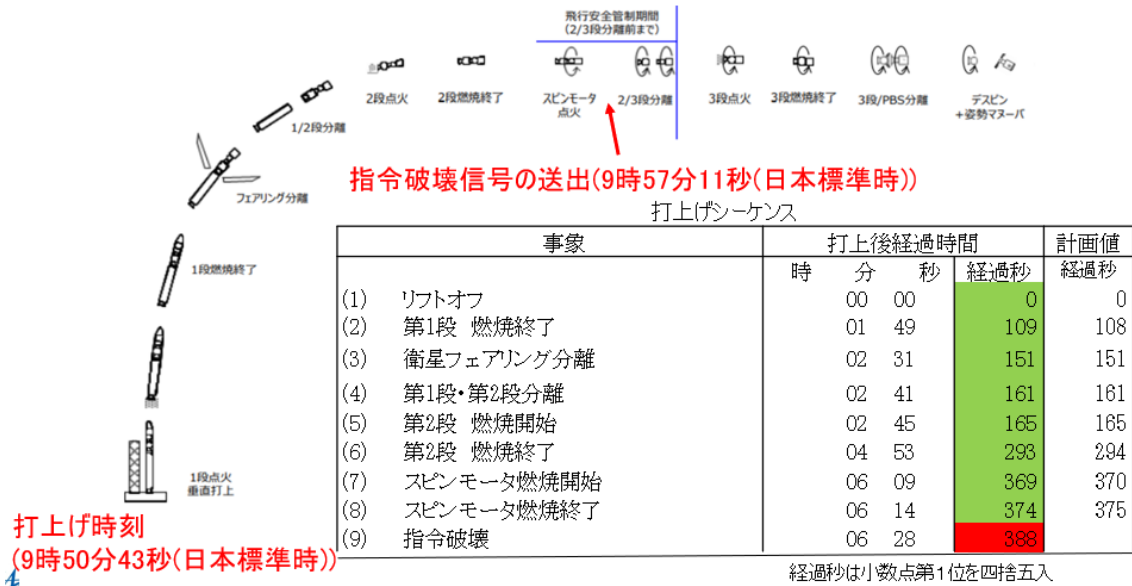 飛行安全管制期間
(2/3段分離前まで)
2段点火
2段燃焼終了
スピンモータ
点火
2/3段分離
3段点火
3段燃焼終了
3段/PBS分離
デスピン
+姿勢マヌーバ
1/2段分離
フェアリング分離
1段燃焼終了
1段点火
垂直打上
打上げ時刻
(9時50分43秒(日本標準時))
指令破壊信号の送出(9時57分11秒(日本標準時))
打上げシーケンス
事象 打上後経過時間 計画値
時 分 秒 経過秒 経過秒
(1) リフトオフ 00 00 0 0
(2) 第1段 燃焼終了 01 49 109 108
(3) 衛星フェアリング分離 02 31 151 151
(4) 第1段・第2段分離 02 41 161 161
(5) 第2段 燃焼開始 02 45 165 165
(6) 第2段 燃焼終了 04 53 293 294
(7) スピンモータ燃焼開始 06 09 369 370
(8) スピンモータ燃焼終了 06 14 374 375
(9) 指令破壊 06 28 388
経過秒は小数点第1位を四捨五入
4